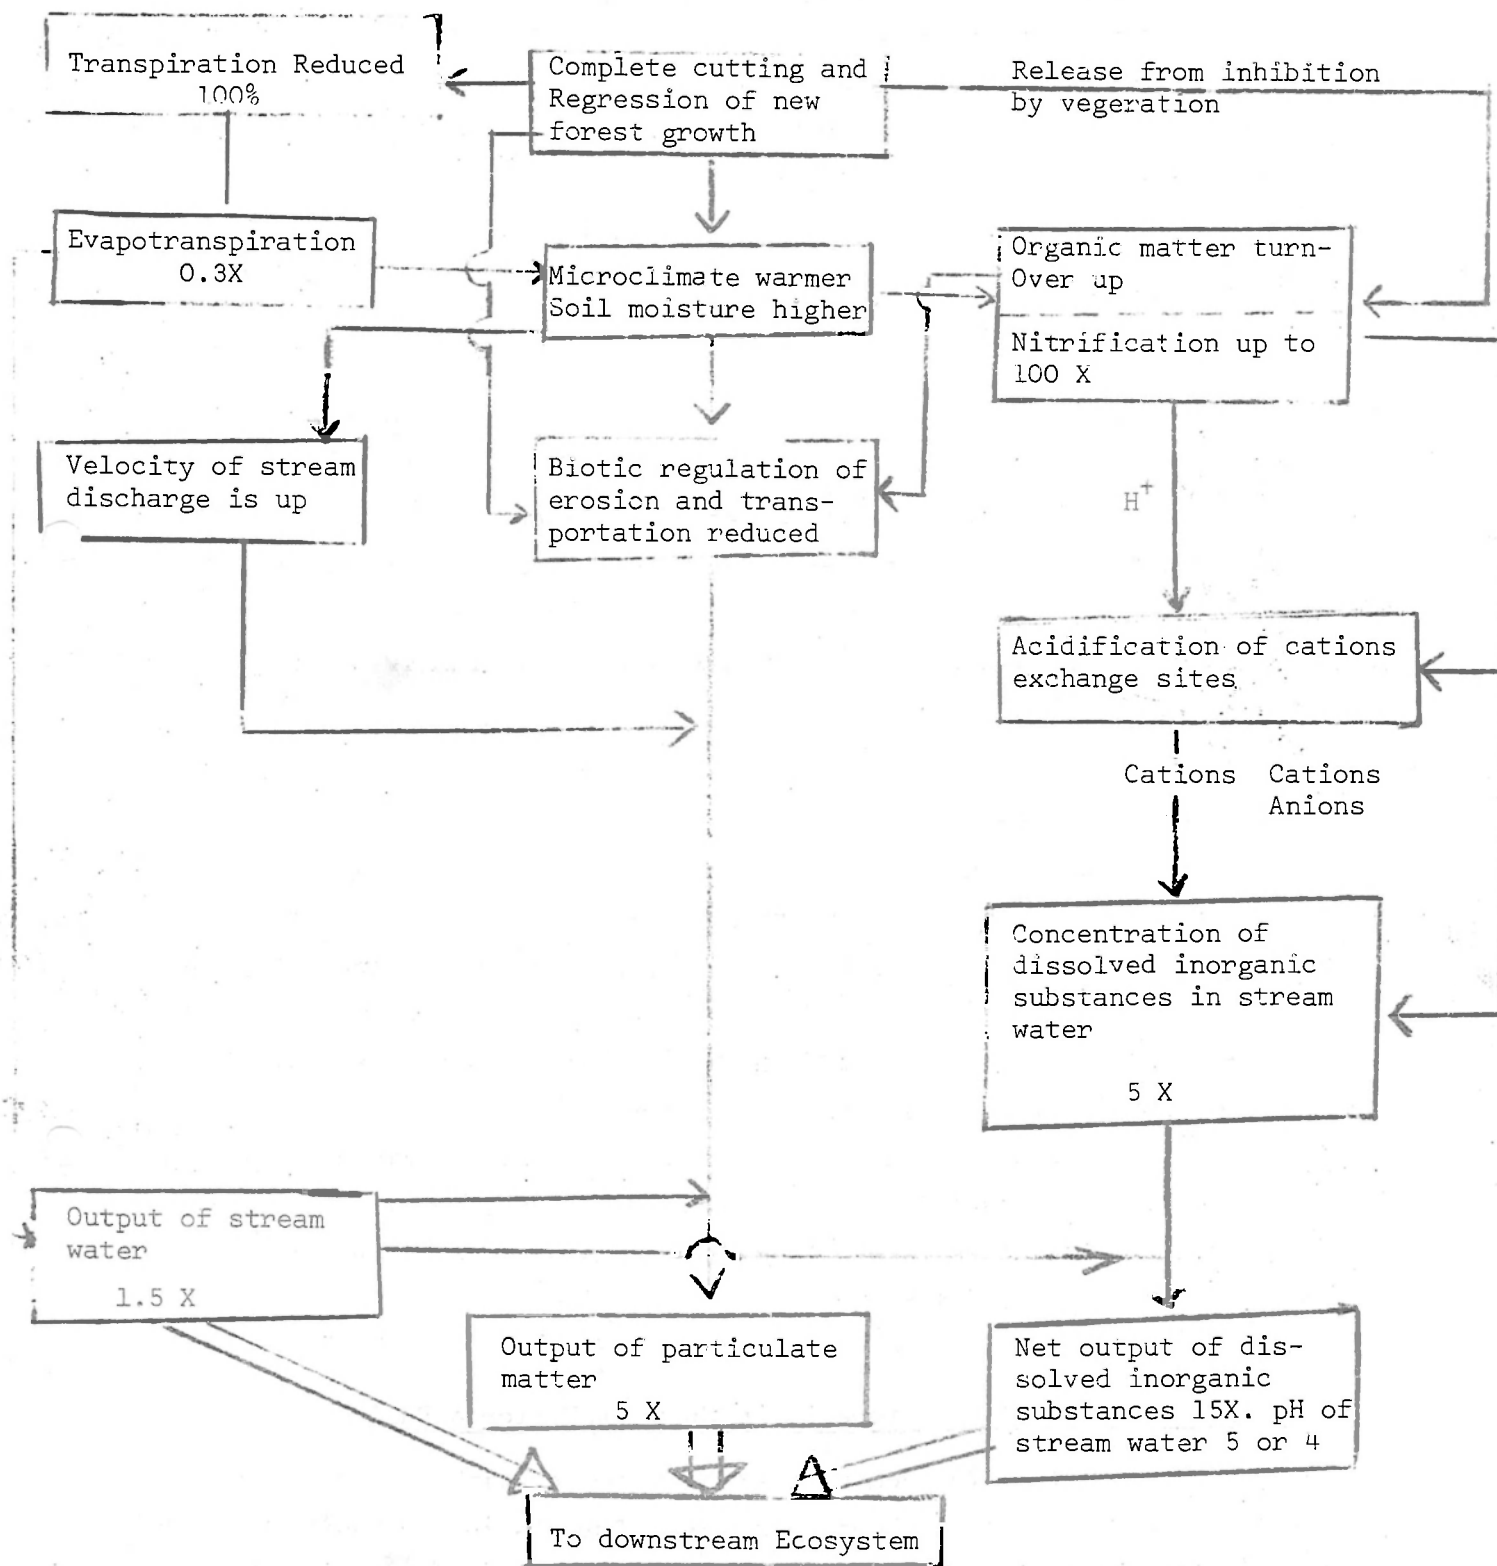 Transpiration Reduced
100%
Complete cutting and
Regression of new
forest growth
Release from inhibition
by vegeration
Evapotranspiration
0.3X
Microclimate warmer
Soil moisture higher
Organic matter turn-
Over up
Nitrification up to
100 X
Velocity of stream
discharge is up
Biotic regulation of
erosion and trans-
portation reduced
H+
Acidification of cations
exchange sites
Cations Cations
Anions
Concentration of
dissolved inorganic
substances in stream
water
5 X
Output of stream
water
1.5 X
Output of particulate
matter
5 X
Net output of dis-
solved inorganic
substances 15X. pH of
stream water 5 or 4
To downstream Ecosystem